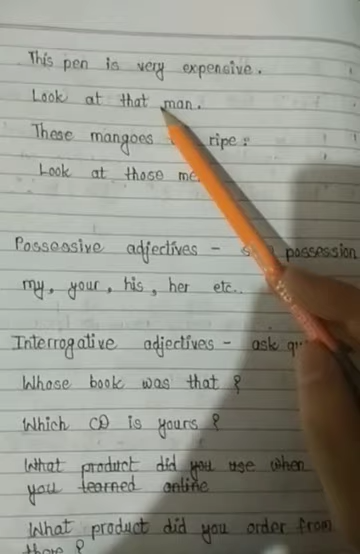 This pen is very expensive.
Look at that man.
These mangoes ripe.
Look at those
Possessive adjectives - possession
my, your, his, her etc..
Interrogative adjectives - ask
Whose book was that ?
Which CD is yours ?
What product did you use when
you learned online
What product did you order from
there ?